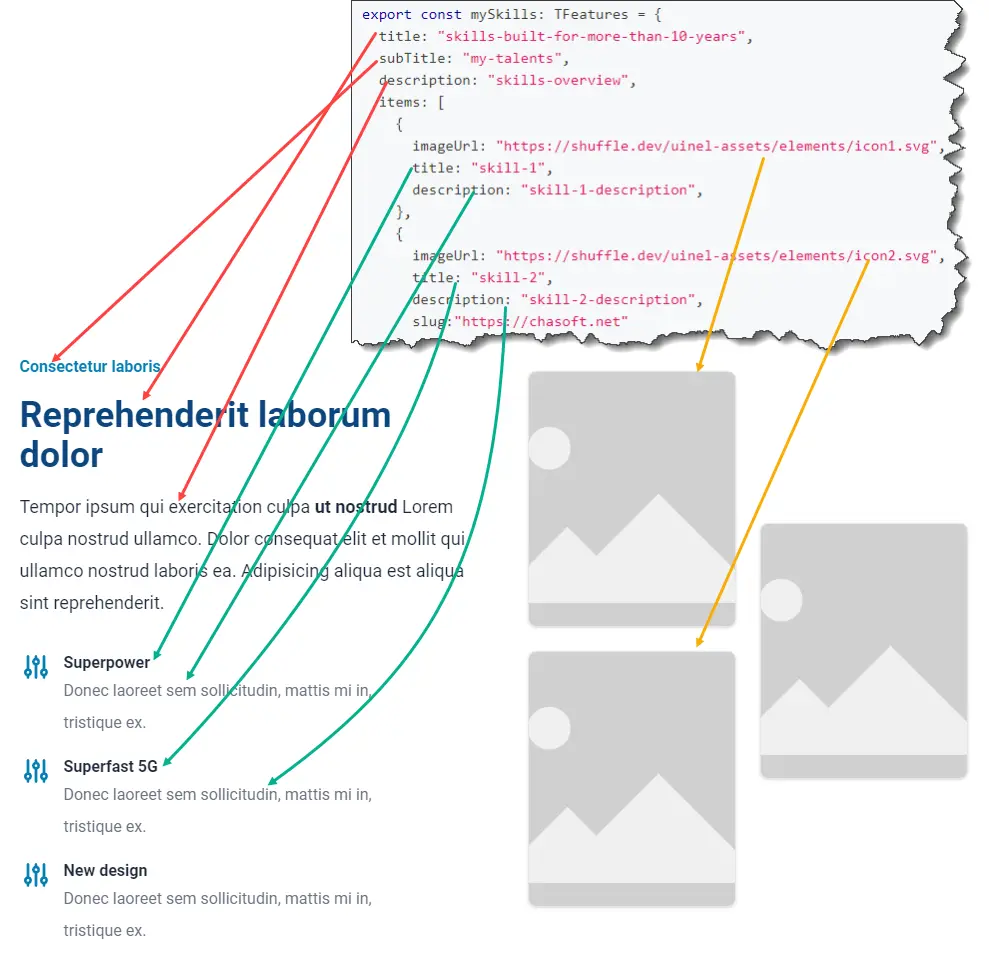 export const mySkills: TFeatures = {
title: "skills-built-for-more-than-10-years",
subTitle: "my-talents",
description: "skills-overview",
items: [
{
imageUrl: "https://shuffle.dev/uinel-assets/elements/icon1.svg",
title: "skill-1",
description: "skill-1-description",
},
{
imageUrl: "https://shuffle.dev/uinel-assets/elements/icon2.svg",
title: "skill-2",
description: "skill-2-description",
slug:"https://chasoft.net"
Consectetur laboris
Reprehenderit laborum
dolor
Tempor ipsum qui exercitation culpa ut nostrud Lorem
culpa nostrud ullamco. Dolor consequat elit et mollit qui
ullamco nostrud laboris ea. Adipisicing aliqua est aliqua
sint reprehenderit.
Superpower
Donec laoreet sem sollicitudin, mattis mi in,
tristique ex.
Superfast 5G
Donec laoreet sem sollicitudin, mattis mi in,
tristique ex.
New design
Donec laoreet sem sollicitudin, mattis mi in,
tristique ex.